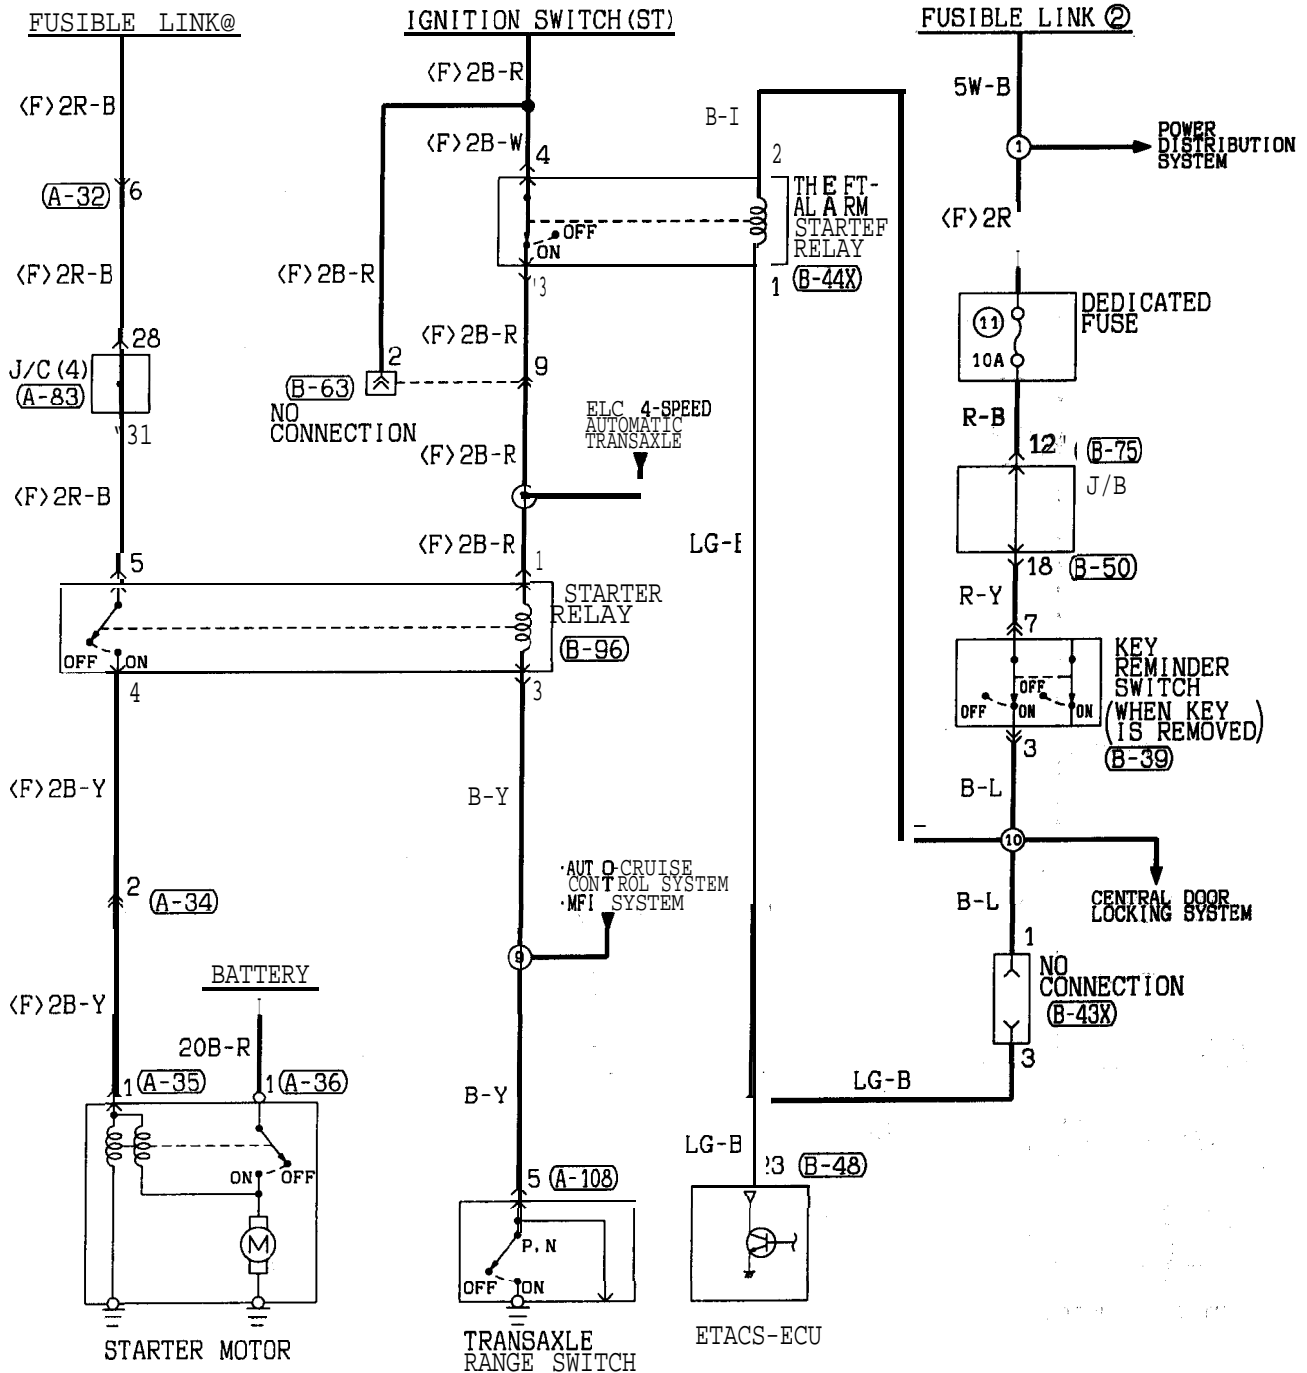 FUSIBLE LINK@
IGNITION SWITCH(ST)
FUSIBLE LINK ②
<F>2B-R
5W-B
<F>2R-B
B-I
<F>2B-W
4
2
1
POWER
DISTRIBUTION
SYSTEM
A-32
6
THEFT-
ALARM
STARTEF
RELAY
B-44X
<F>2R
OFF
ON
<F>2R-B
<F>2B-R
'3
1
DEDICATED
FUSE
11
10A
28
J/C(4)
A-83
31
<F>2B-R
2
9
B-63
NO
CONNECTION
ELC 4-SPEED
AUTOMATIC
TRANSAXLE
R-B
12
B-75
J/B
<F>2B-R
<F>2R-B
<F>2B-R
LG-E
5
1
18
B-50
R-Y
STARTER
RELAY
B-96
OFF
ON
4
3
7
KEY
REMINDER
SWITCH
(WHEN KEY
IS REMOVED)
B-39
OFF
OFF
ON
ON
3
<F>2B-Y
B-Y
B-L
10
2
A-34
·AUTO-CRUISE
CONTROL SYSTEM
·MFI SYSTEM
B-L
CENTRAL DOOR
LOCKING SYSTEM
9
1
NO
CONNECTION
B-43X
3
BATTERY
<F>2B-Y
20B-R
1
A-35
1
A-36
B-Y
LG-B
LG-B
23
B-48
5
A-108
ON
OFF
M
P,N
OFF
ON
STARTER MOTOR
TRANSAXLE
RANGE SWITCH
ETACS-ECU